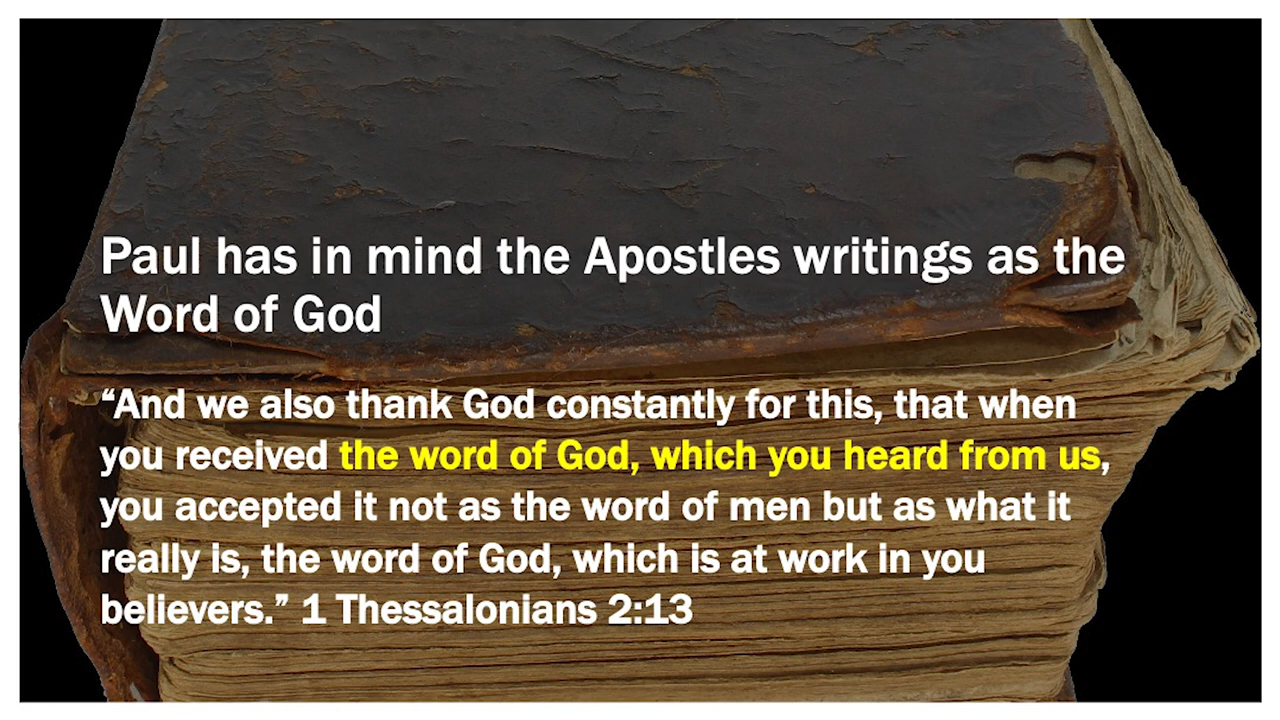 Paul has in mind the Apostles writings as the
Word of God
“And we also thank God constantly for this, that when
you received the word of God, which you heard from us,
you accepted it not as the word of men but as what it
really is, the word of God, which is at work in you
believers.” 1 Thessalonians 2:13